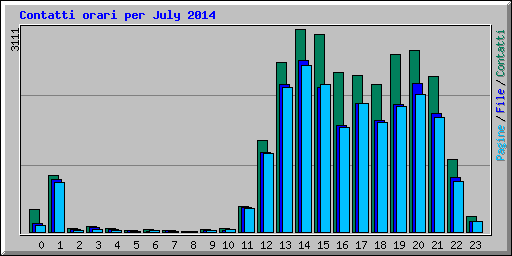 Contatti orari per July 2014
3111
Pagine/File/Contatti
0 1 2 3 4 5 6 7 8 9 10 11 12 13 14 15 16 17 18 19 20 21 22 23